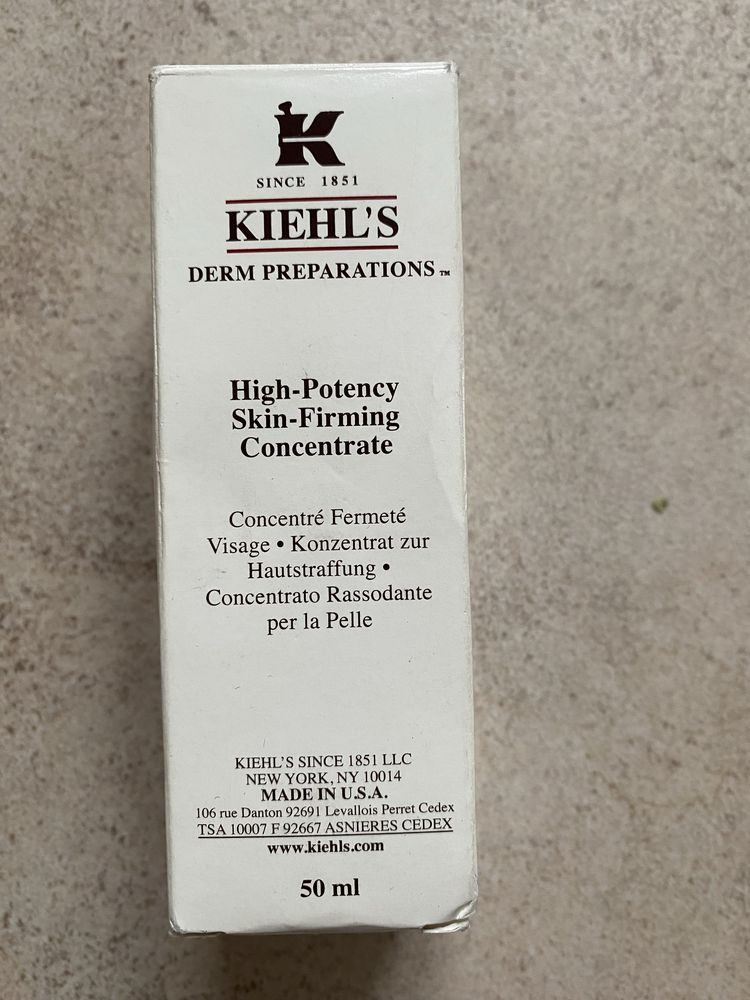 K
SINCE 1851
KIEHL'S
DERM PREPARATIONS™
High-Potency
Skin-Firming
Concentrate
Concentré Fermeté
Visage • Konzentrat zur
Hautstraffung •
Concentrato Rassodante
per la Pelle
KIEHL'S SINCE 1851 LLC
NEW YORK, NY 10014
MADE IN U.S.A.
106 rue Danton 92691 Levallois Perret Cedex
TSA 10007 F 92667 ASNIERES CEDEX
www.kiehls.com
50 ml